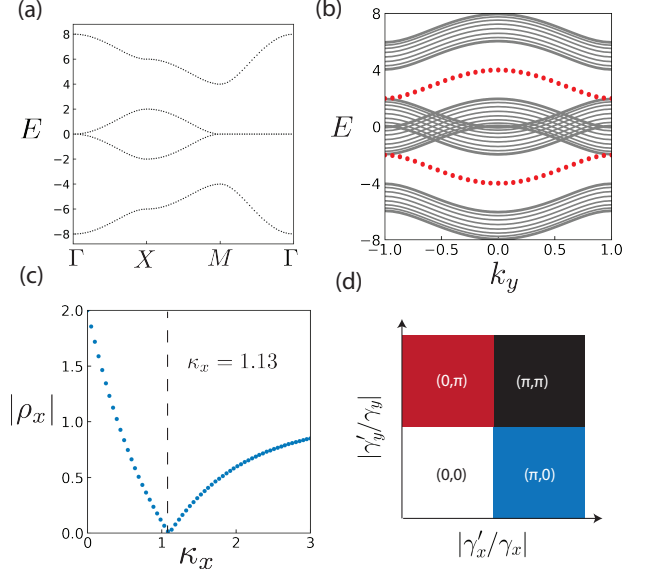 (a)
8
6
4
2
0
−2
−4
−6
−8
E
Γ
X
M
Γ
(b)
8
4
0
−4
−8
E
−1.0
−0.5
0.0
0.5
1.0
k_y
(c)
2.0
1.5
1.0
0.5
0.0
|ρ_x|
κ_x = 1.13
0
1
2
3
κ_x
(d)
(0,π)
(π,π)
(0,0)
(π,0)
|γ′_y/γ_y|
|γ′_x/γ_x|